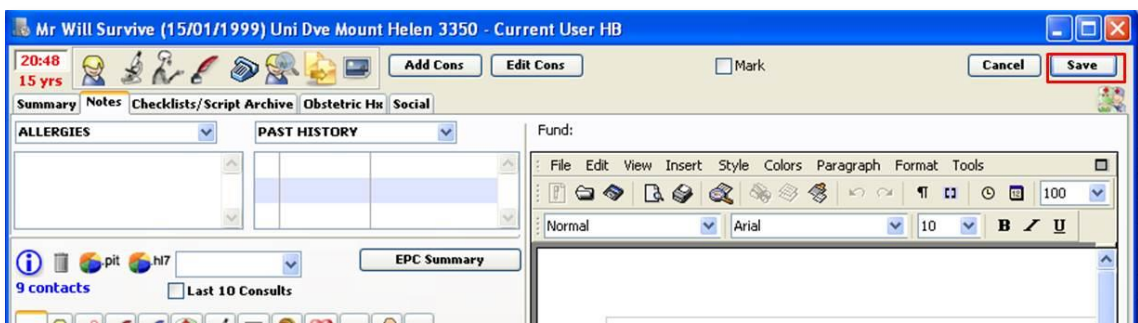 Mr Will Survive (15/01/1999) Uni Dve Mount Helen 3350 - Current User HB
20:48
15 yrs
Add Cons Edit Cons Mark Cancel Save
Summary Notes Checklists/Script Archive Obstetric Hx Social
ALLERGIES PAST HISTORY
Fund:
File Edit View Insert Style Colors Paragraph Format Tools
100
Normal Arial 10 B I U
pit hl7 EPC Summary
9 contacts Last 10 Consults